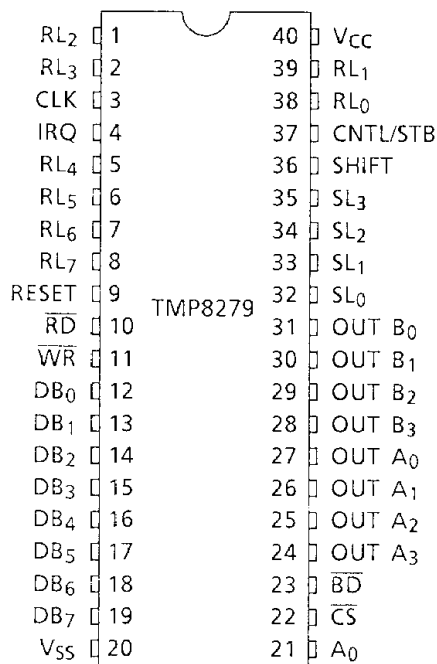 RL₂ 1 40 VCC
RL₃ 2 39 RL₁
CLK 3 38 RL₀
IRQ 4 37 CNTL/STB
RL₄ 5 36 SHIFT
RL₅ 6 35 SL₃
RL₆ 7 34 SL₂
RL₇ 8 33 SL₁
RESET 9 32 SL₀
TMP8279
R̅D̅ 10 31 OUT B₀
W̅R̅ 11 30 OUT B₁
DB₀ 12 29 OUT B₂
DB₁ 13 28 OUT B₃
DB₂ 14 27 OUT A₀
DB₃ 15 26 OUT A₁
DB₄ 16 25 OUT A₂
DB₅ 17 24 OUT A₃
DB₆ 18 23 B̅D̅
DB₇ 19 22 C̅S̅
VSS 20 21 A₀